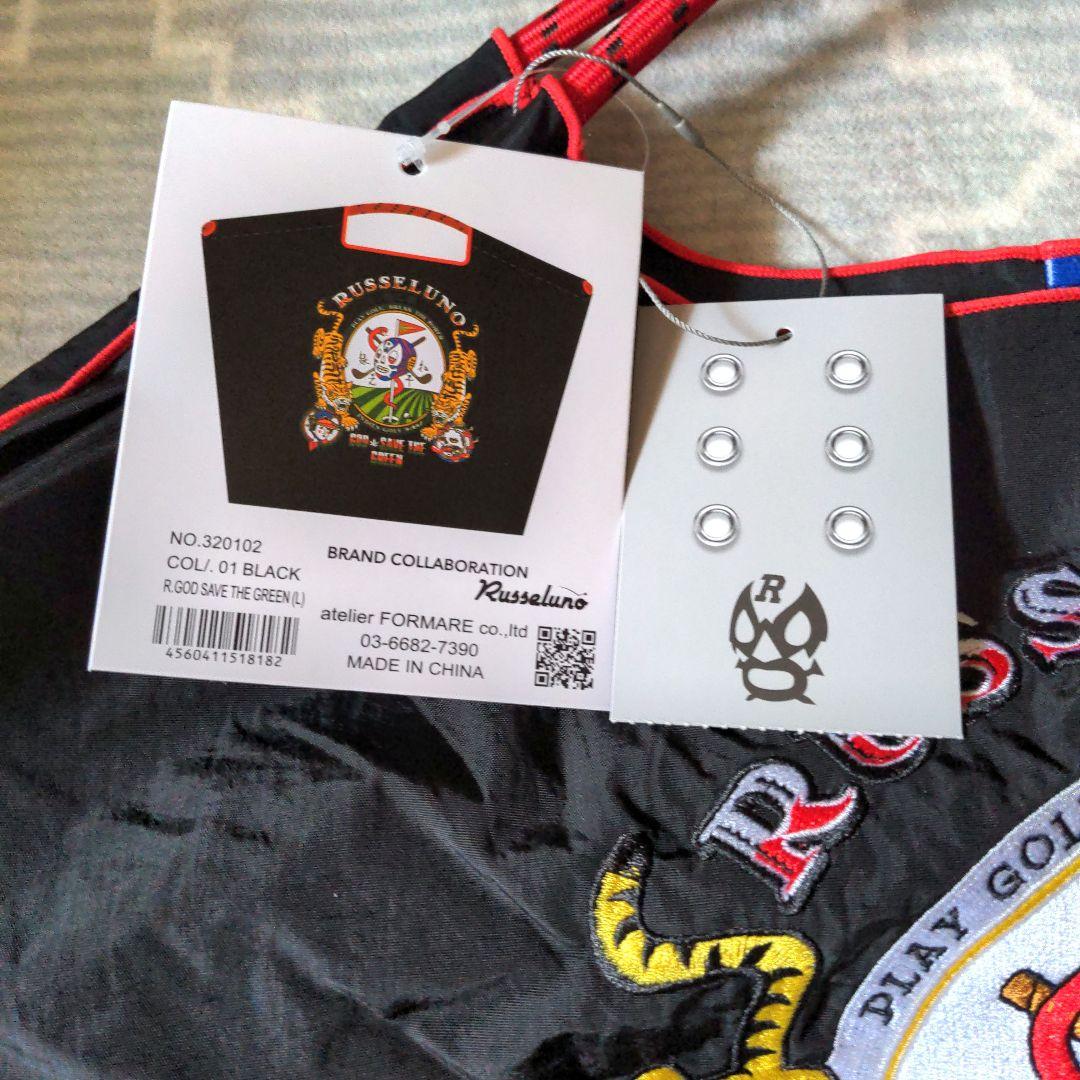 RUSSELUNO
GOD SAVE THE
GREEN
NO.320102
COL/. 01 BLACK
R.GOD SAVE THE GREEN (L)
4560411518182
BRAND COLLABORATION
Russeluno
atelier FORMARE co.,ltd
03-6682-7390
MADE IN CHINA
R
R
S
PLAY GOL